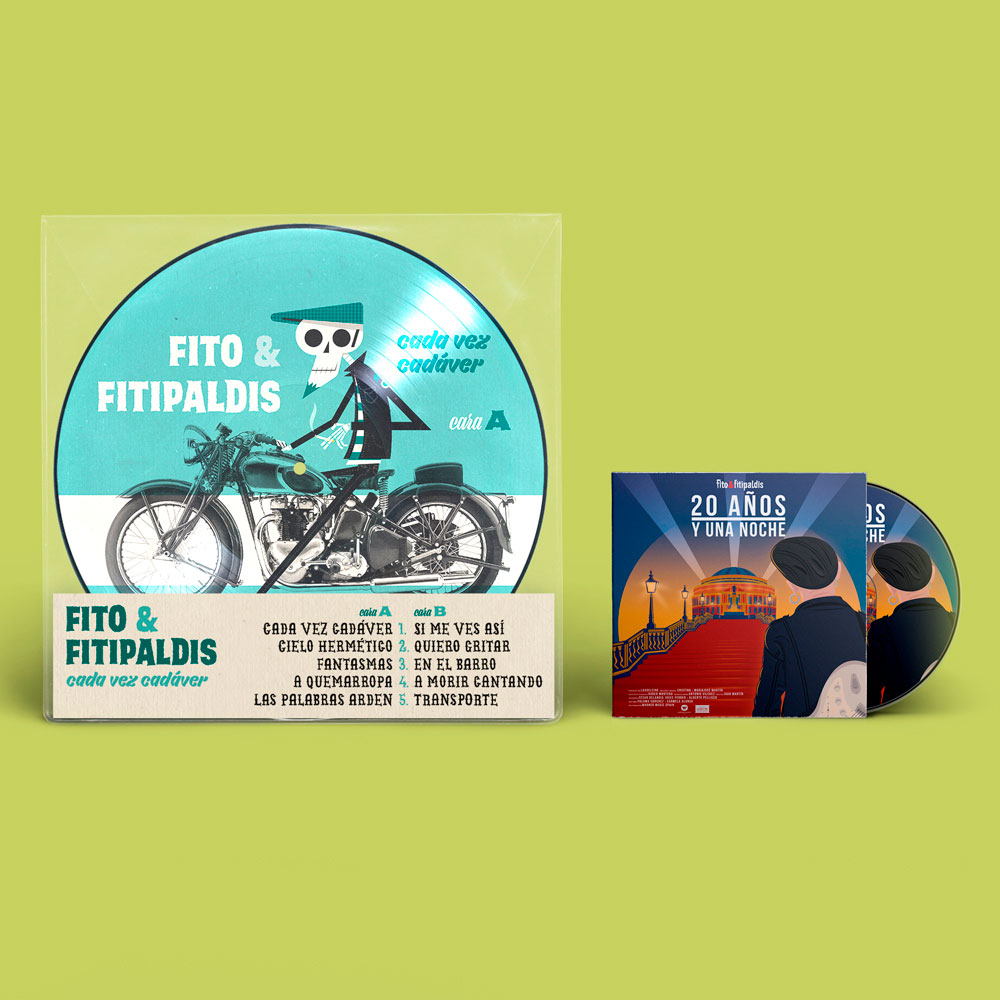 FITO &
FITIPALDIS
cada vez
cadáver
cara A
FITO &
FITIPALDIS
cada vez cadáver
cara A cara B
CADA VEZ CADÁVER 1. SI ME VES ASÍ
CIELO HERMÉTICO 2. QUIERO GRITAR
FANTASMAS 3. EN EL BARRO
A QUEMARROPA 4. A MORIR CANTANDO
LAS PALABRAS ARDEN 5. TRANSPORTE
fito&fitipaldis
20 AÑOS
Y UNA NOCHE
OS
CHE